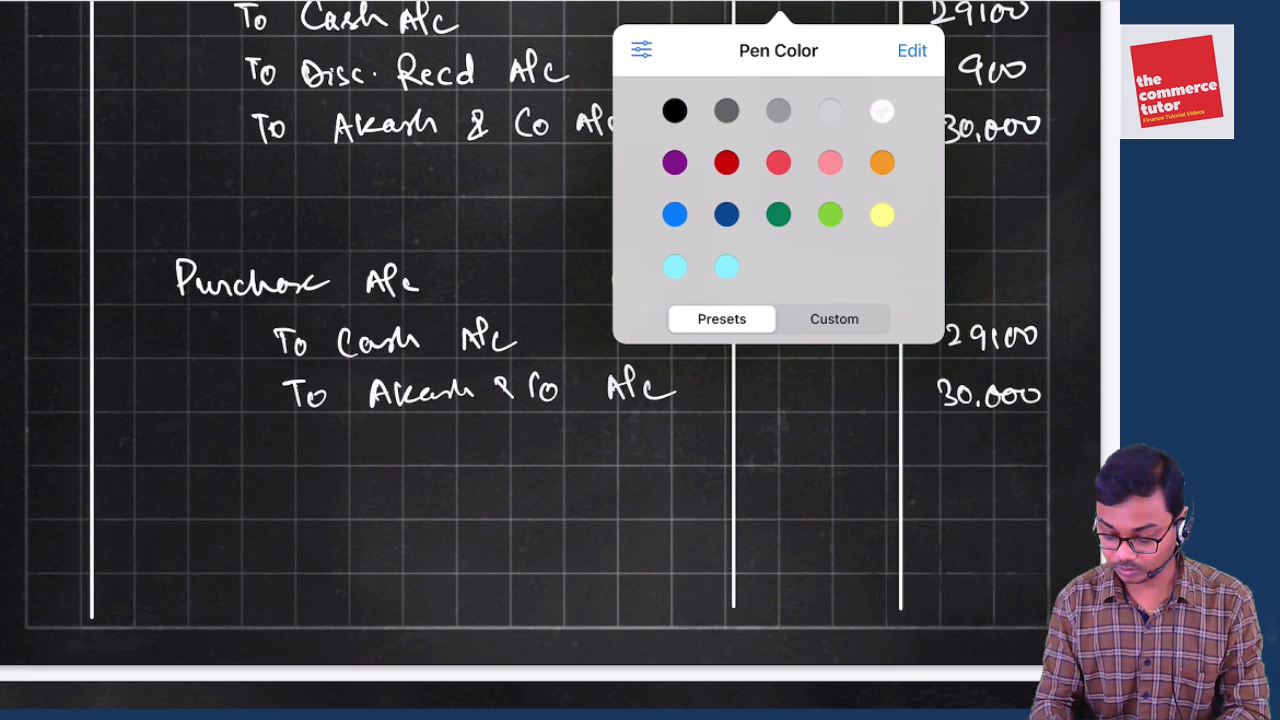 To Cash A/c 29100
To Disc. Recd A/c 900
To Akash & Co A/c 30,000
Pen Color
Edit
Presets
Custom
Purchase A/c
To Cash A/c 29100
To Akash & Co A/c 30,000
the
commerce
tutor
Finance Tutorial Videos